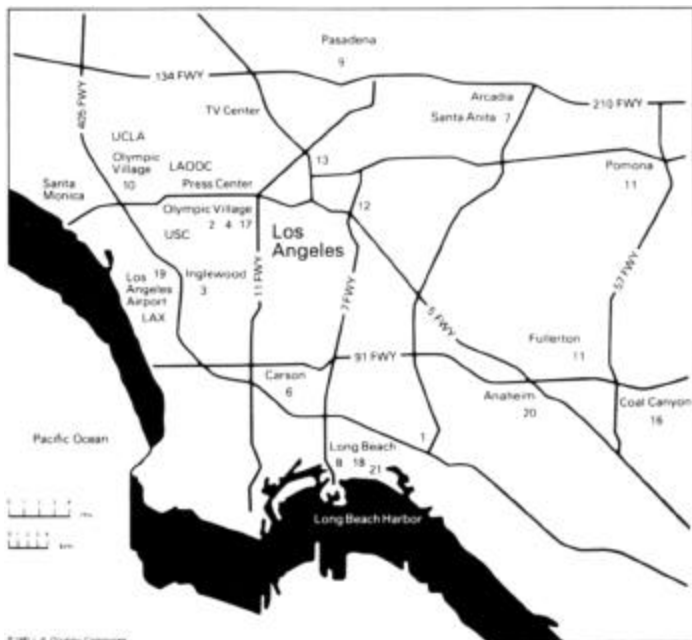 Pasadena
9
134 FWY
405 FWY
TV Center
Arcadia
Santa Anita 7
210 FWY
UCLA
Olympic
Village
10
LAOOC
Press Center
13
Pomona
11
Santa
Monica
Olympic Village
2 4 17
USC
Los
Angeles
12
11 FWY
7 FWY
5 FWY
57 FWY
Los
Angeles
Airport
LAX
19
Inglewood
3
91 FWY
Fullerton
11
Carson
6
Anaheim
20
Coal Canyon
16
Pacific Ocean
1
Long Beach
8 18 21
Long Beach Harbor